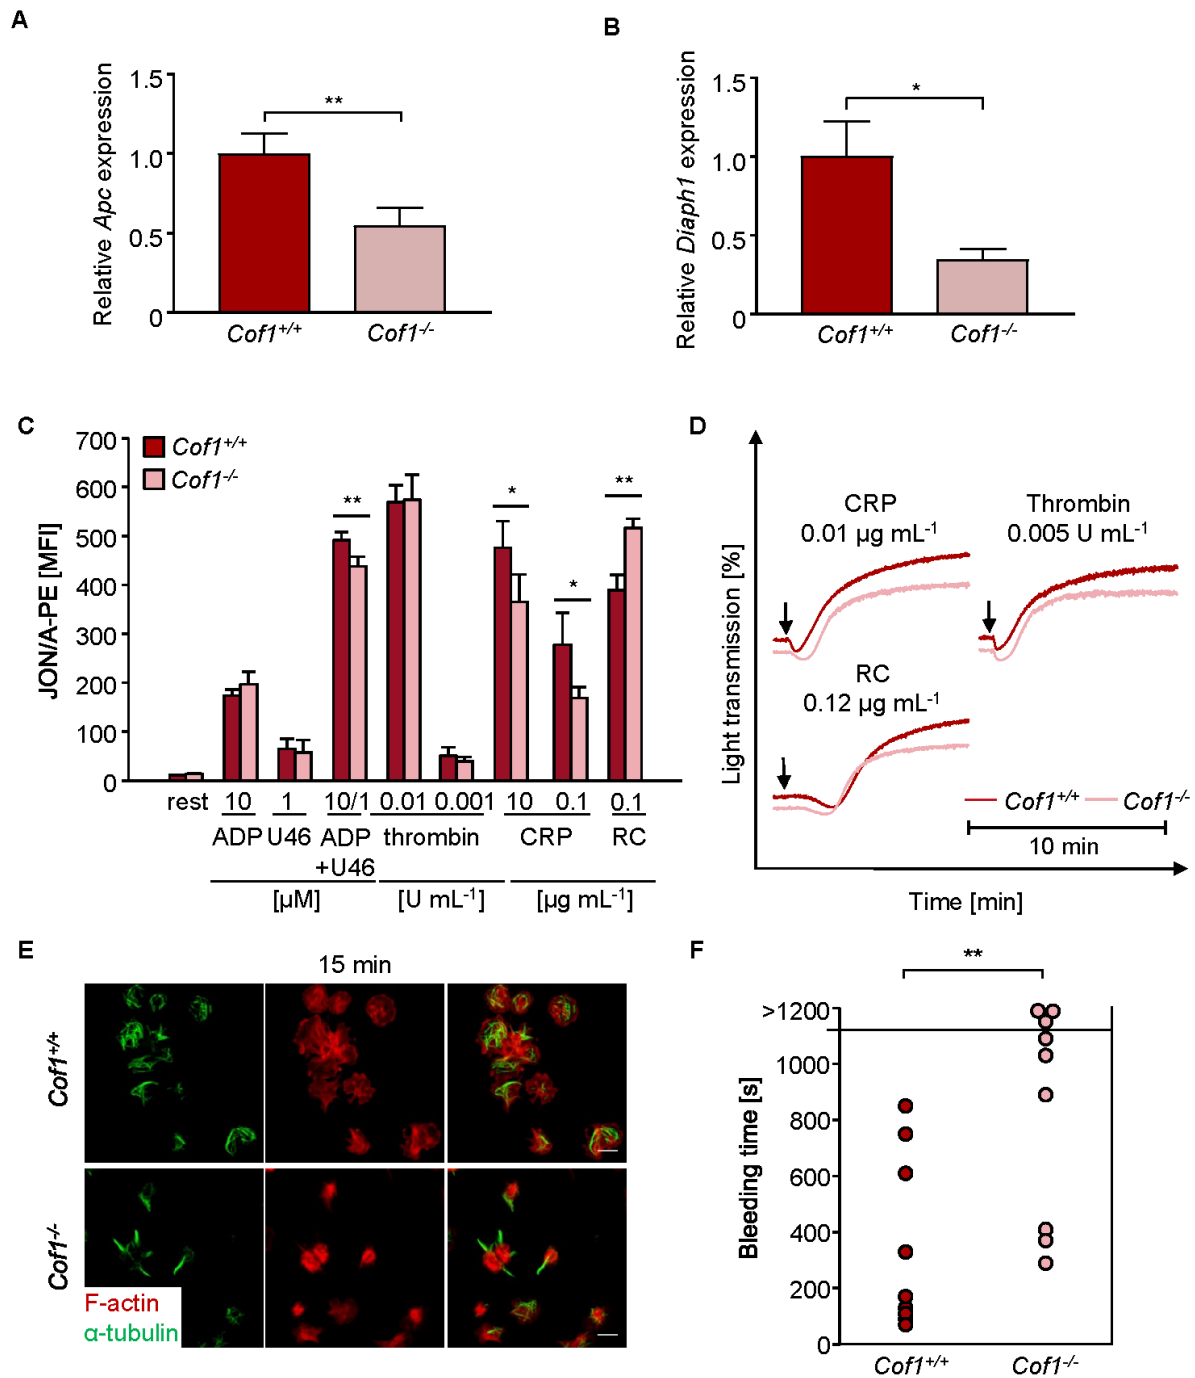 A
Relative Apc expression
1.5
1.0
0.5
0
**
Cof1+/+
Cof1-/-
B
Relative Diaph1 expression
1.5
1.0
0.5
0
*
Cof1+/+
Cof1-/-
C
JON/A-PE [MFI]
700
600
500
400
300
200
100
0
Cof1+/+
Cof1-/-
**
*
*
**
rest 10 1 10/1 0.01 0.001 10 0.1 0.1
ADP U46 ADP thrombin CRP RC
+U46
[µM] [U mL-1] [µg mL-1]
D
Light transmission [%]
CRP
0.01 µg mL-1
Thrombin
0.005 U mL-1
RC
0.12 µg mL-1
Cof1+/+ Cof1-/-
10 min
Time [min]
E
15 min
Cof1+/+
Cof1-/-
F-actin
α-tubulin
F
Bleeding time [s]
**
>1200
1000
800
600
400
200
0
Cof1+/+
Cof1-/-